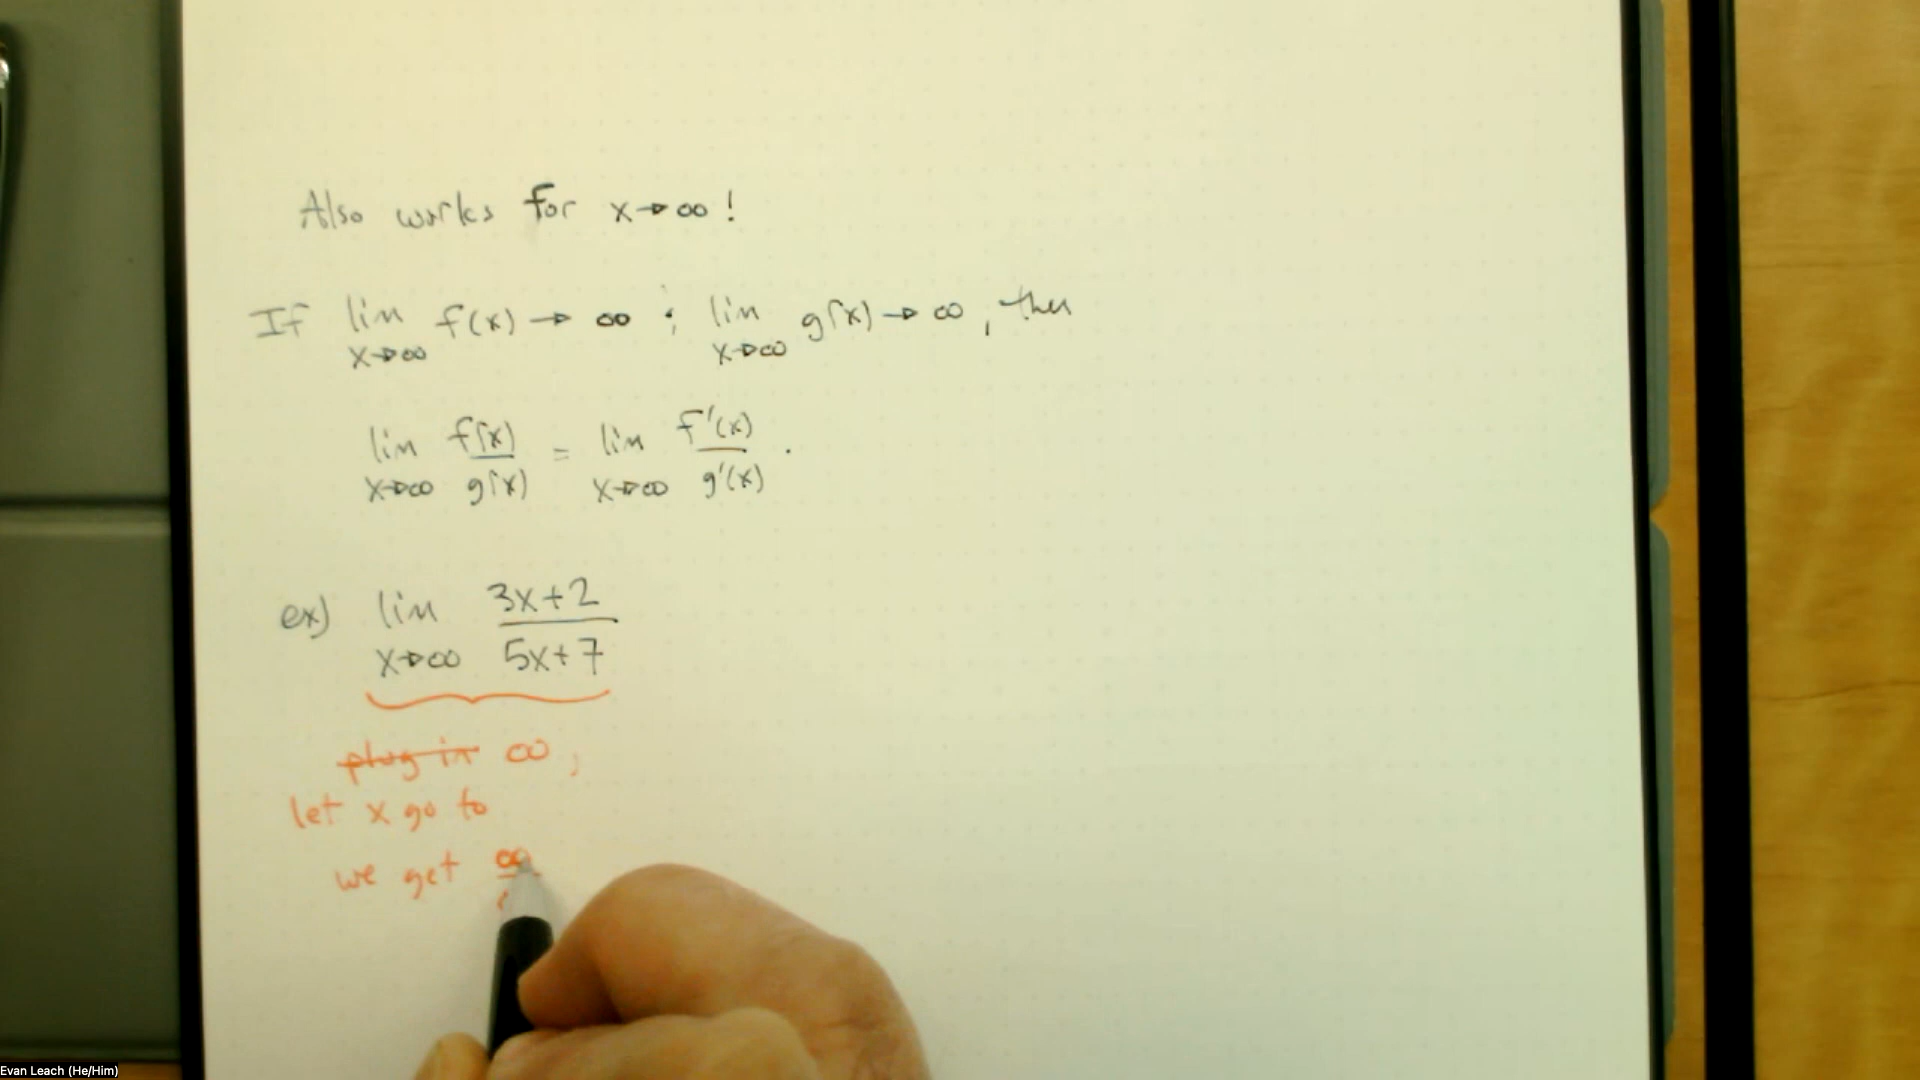 Also works for x→∞!
If lim x→∞ f(x) → ∞ ; lim x→∞ g(x) → ∞, then
lim x→∞ f(x)/g(x) = lim x→∞ f'(x)/g'(x).
ex) lim x→∞ 3x+2/5x+7
plug in ∞,
let x go to
we get ∞
Evan Leach (He/Him)